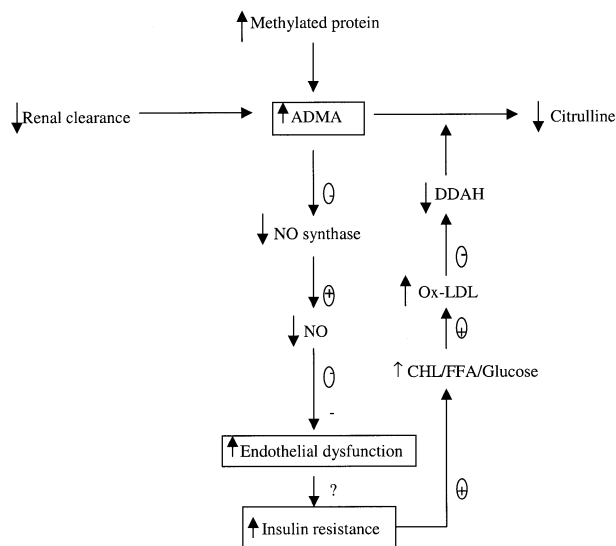 Methylated protein
Renal clearance
ADMA
Citrulline
-
DDAH
NO synthase
-
+
Ox-LDL
NO
+
-
CHL/FFA/Glucose
-
Endothelial dysfunction
?
+
Insulin resistance